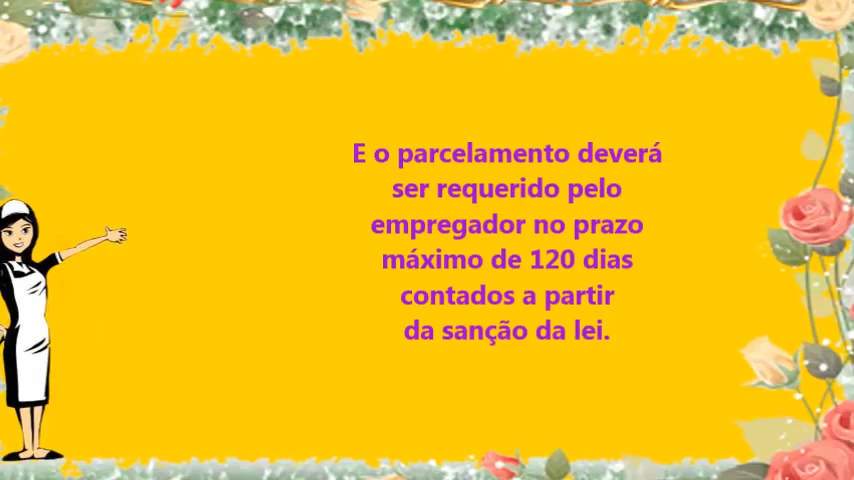 E o parcelamento deverá
ser requerido pelo
empregador no prazo
máximo de 120 dias
contados a partir
da sanção da lei.